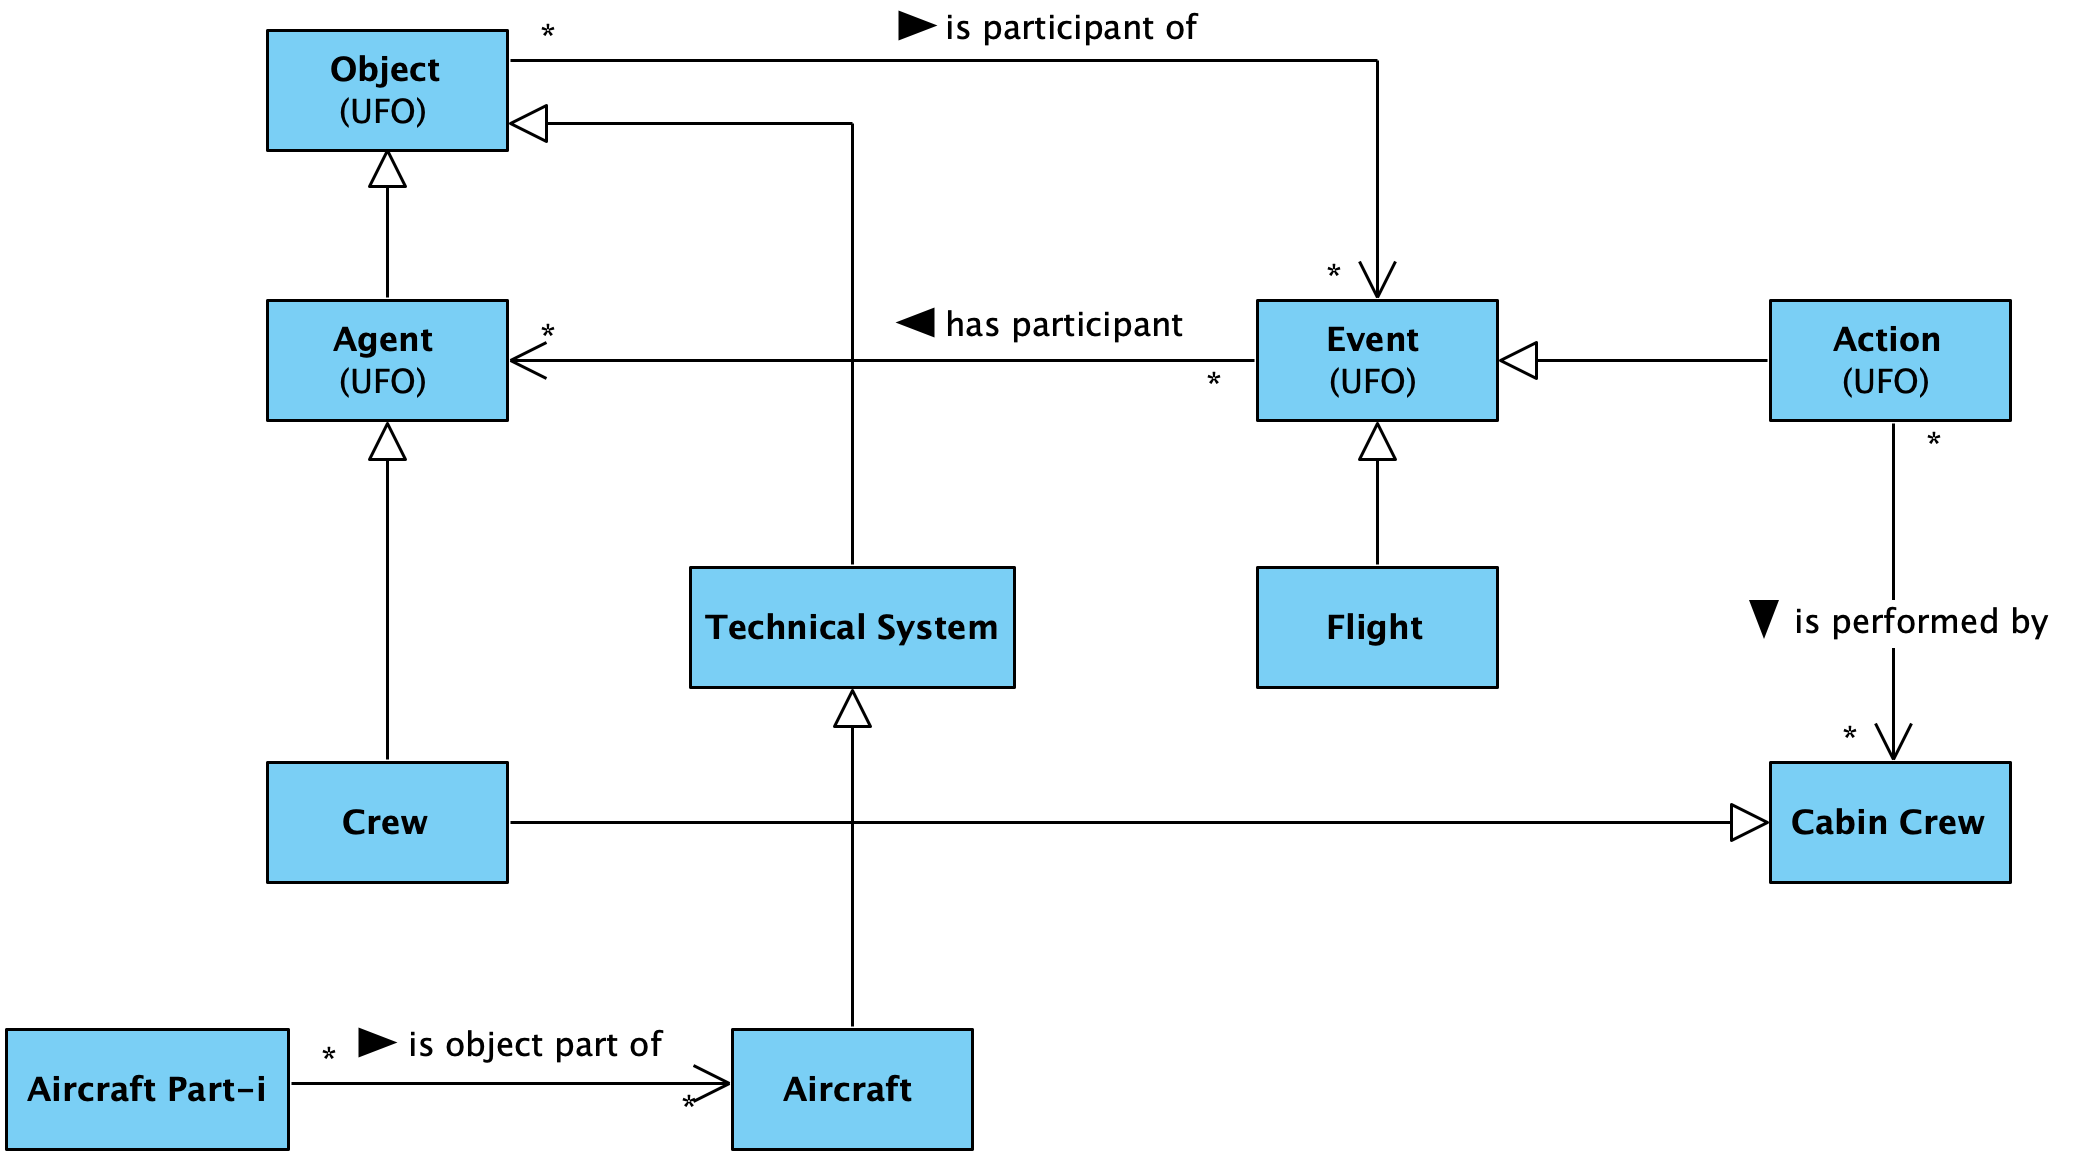 *
is participant of
Object
(UFO)
*
*
has participant
*
Agent
(UFO)
Event
(UFO)
Action
(UFO)
*
Technical System
Flight
is performed by
*
Crew
Cabin Crew
*
is object part of
*
Aircraft Part-i
Aircraft